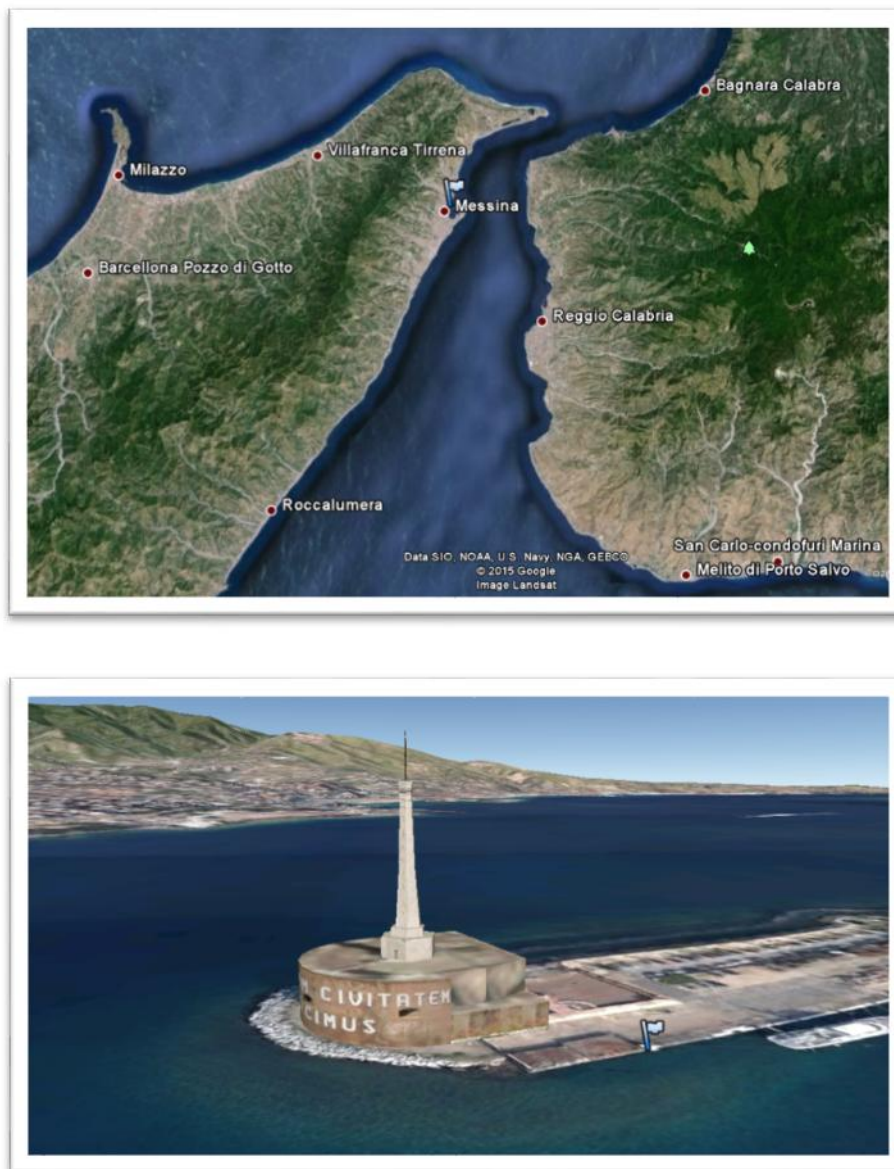 Bagnara Calabra
Villafranca Tirrena
Milazzo
Messina
Barcellona Pozzo di Gotto
Reggio Calabria
Roccalumera
San Carlo-condofuri Marina
Data SIO, NOAA, U.S. Navy, NGA, GEBCO
© 2015 Google
Image Landsat
Melito di Porto Salvo
CIVITATEM
CIMUS